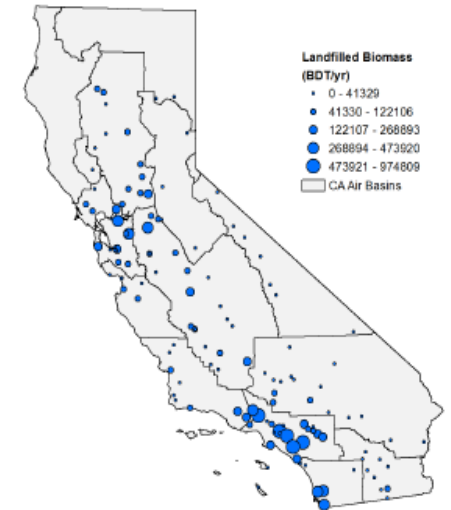 Landfilled Biomass
(BDT/yr)
0 - 41329
41330 - 122106
122107 - 268893
268894 - 473920
473921 - 974809
CA Air Basins